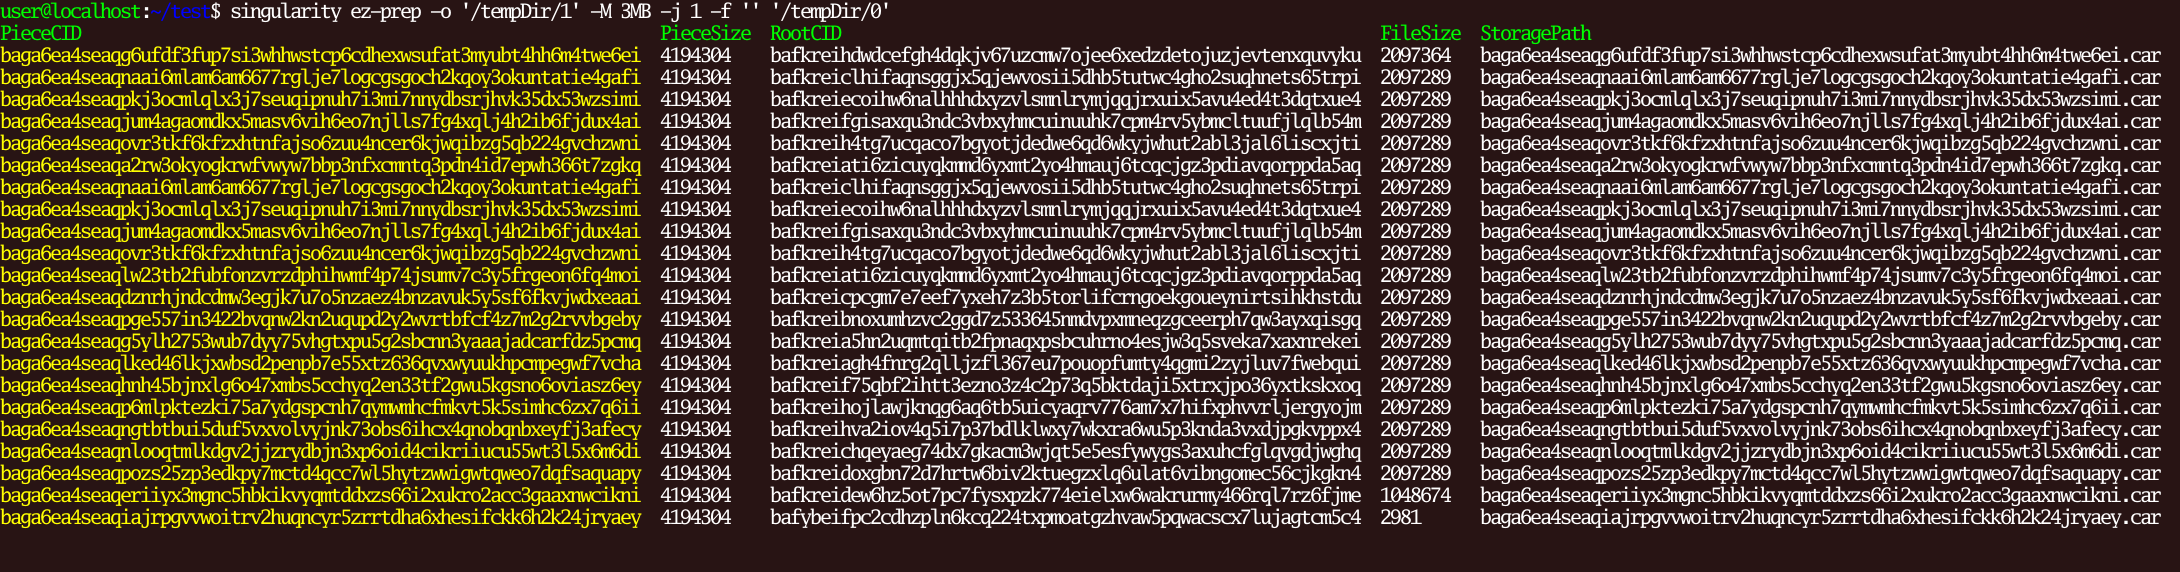 user@localhost:~/test$ singularity ez-prep -o '/tempDir/1' -M 3MB -j 1 -f '' '/tempDir/0'
PieceCID PieceSize RootCID FileSize StoragePath
baga6ea4seaqg6ufdf3fup7si3whhwstcp6cdhexwsufat3myubt4hh6m4twe6ei 4194304 bafkreihdwdcefgh4dqkjv67uzcmw7ojee6xedzdetojuzjevtenxquvyku 2097364 baga6ea4seaqg6ufdf3fup7si3whhwstcp6cdhexwsufat3myubt4hh6m4twe6ei.car
baga6ea4seaqnaai6mlam6am6677rglje7logcgsgoch2kqoy3okuntatie4gafi 4194304 bafkreiclhifaqnsggjx5qjewvosii5dhb5tutwc4gho2suqhnets65trpi 2097289 baga6ea4seaqnaai6mlam6am6677rglje7logcgsgoch2kqoy3okuntatie4gafi.car
baga6ea4seaqpkj3ocmlqlx3j7seuqipnuh7i3mi7nnydbsrjhvk35dx53wzsimi 4194304 bafkreiecoihw6nalhhhdxyzvlsmnlrymjqqjrxuix5avu4ed4t3dqtxue4 2097289 baga6ea4seaqpkj3ocmlqlx3j7seuqipnuh7i3mi7nnydbsrjhvk35dx53wzsimi.car
baga6ea4seaqjum4agaomdkx5masv6vih6eo7njlls7fg4xqlj4h2ib6fjdux4ai 4194304 bafkreifgisaxqu3ndc3vbxyhmcuinuuhk7cpm4rv5ybmcltuufjlqlb54m 2097289 baga6ea4seaqjum4agaomdkx5masv6vih6eo7njlls7fg4xqlj4h2ib6fjdux4ai.car
baga6ea4seaqovr3tkf6kfzxhtnfajso6zuu4ncer6kjwqibzg5qb224gvchzwni 4194304 bafkreih4tg7ucqaco7bgyotjdedwe6qd6wkyjwhut2abl3jal6liscxjti 2097289 baga6ea4seaqovr3tkf6kfzxhtnfajso6zuu4ncer6kjwqibzg5qb224gvchzwni.car
baga6ea4seaqa2rw3okyogkrwfvwyw7bbp3nfxcmntq3pdn4id7epwh366t7zgkq 4194304 bafkreiati6zicuyqkmmd6yxmt2yo4hmauj6tcqcjgz3pdiavqorppda5aq 2097289 baga6ea4seaqa2rw3okyogkrwfvwyw7bbp3nfxcmntq3pdn4id7epwh366t7zgkq.car
baga6ea4seaqnaai6mlam6am6677rglje7logcgsgoch2kqoy3okuntatie4gafi 4194304 bafkreiclhifaqnsggjx5qjewvosii5dhb5tutwc4gho2suqhnets65trpi 2097289 baga6ea4seaqnaai6mlam6am6677rglje7logcgsgoch2kqoy3okuntatie4gafi.car
baga6ea4seaqpkj3ocmlqlx3j7seuqipnuh7i3mi7nnydbsrjhvk35dx53wzsimi 4194304 bafkreiecoihw6nalhhhdxyzvlsmnlrymjqqjrxuix5avu4ed4t3dqtxue4 2097289 baga6ea4seaqpkj3ocmlqlx3j7seuqipnuh7i3mi7nnydbsrjhvk35dx53wzsimi.car
baga6ea4seaqjum4agaomdkx5masv6vih6eo7njlls7fg4xqlj4h2ib6fjdux4ai 4194304 bafkreifgisaxqu3ndc3vbxyhmcuinuuhk7cpm4rv5ybmcltuufjlqlb54m 2097289 baga6ea4seaqjum4agaomdkx5masv6vih6eo7njlls7fg4xqlj4h2ib6fjdux4ai.car
baga6ea4seaqovr3tkf6kfzxhtnfajso6zuu4ncer6kjwqibzg5qb224gvchzwni 4194304 bafkreih4tg7ucqaco7bgyotjdedwe6qd6wkyjwhut2abl3jal6liscxjti 2097289 baga6ea4seaqovr3tkf6kfzxhtnfajso6zuu4ncer6kjwqibzg5qb224gvchzwni.car
baga6ea4seaqlw23tb2fubfonzvrzdphihwmf4p74jsumv7c3y5frgeon6fq4moi 4194304 bafkreiati6zicuyqkmmd6yxmt2yo4hmauj6tcqcjgz3pdiavqorppda5aq 2097289 baga6ea4seaqlw23tb2fubfonzvrzdphihwmf4p74jsumv7c3y5frgeon6fq4moi.car
baga6ea4seaqdznrhjndcdmw3egjk7u7o5nzaez4bnzavuk5y5sf6fkvjwdxeaai 4194304 bafkreicpcgm7e7eef7yxeh7z3b5torlifcrngoekgoueynirtsihkhstdu 2097289 baga6ea4seaqdznrhjndcdmw3egjk7u7o5nzaez4bnzavuk5y5sf6fkvjwdxeaai.car
baga6ea4seaqpge557in3422bvqnw2kn2uqupd2y2wvrtbfcf4z7m2g2rvvbgeby 4194304 bafkreibnoxumhzvc2ggd7z533645nmdvpxmneqzgceerph7qw3ayxqisgq 2097289 baga6ea4seaqpge557in3422bvqnw2kn2uqupd2y2wvrtbfcf4z7m2g2rvvbgeby.car
baga6ea4seaqg5ylh2753wub7dyy75vhgtxpu5g2sbcnn3yaaajadcarfdz5pcmq 4194304 bafkreia5hn2uqmtqitb2fpnaqxpsbcuhrno4esjw3q5sveka7xaxnrekei 2097289 baga6ea4seaqg5ylh2753wub7dyy75vhgtxpu5g2sbcnn3yaaajadcarfdz5pcmq.car
baga6ea4seaqlked46lkjxwbsd2penpb7e55xtz636qvxwyuukhpcmpegwf7vcha 4194304 bafkreiagh4fnrg2qlljzfl367eu7pouopfumty4qgmi2zyjluv7fwebqui 2097289 baga6ea4seaqlked46lkjxwbsd2penpb7e55xtz636qvxwyuukhpcmpegwf7vcha.car
baga6ea4seaqhnh45bjnxlg6o47xmbs5cchyq2en33tf2gwu5kgsno6oviasz6ey 4194304 bafkreif75qbf2ihtt3ezno3z4c2p73q5bktdaji5xtrxjpo36yxtkskxoq 2097289 baga6ea4seaqhnh45bjnxlg6o47xmbs5cchyq2en33tf2gwu5kgsno6oviasz6ey.car
baga6ea4seaqp6mlpktezki75a7ydgspcnh7qymwmhcfmkvt5k5simhc6zx7q6ii 4194304 bafkreihojlawjknqg6aq6tb5uicyaqrv776am7x7hifxphvvrljergyojm 2097289 baga6ea4seaqp6mlpktezki75a7ydgspcnh7qymwmhcfmkvt5k5simhc6zx7q6ii.car
baga6ea4seaqngtbtbui5duf5vxvolvyjnk73obs6ihcx4qnobqnbxeyfj3afecy 4194304 bafkreihva2iov4q5i7p37bdlklwxy7wkxra6wu5p3knda3vxdjpgkvppx4 2097289 baga6ea4seaqngtbtbui5duf5vxvolvyjnk73obs6ihcx4qnobqnbxeyfj3afecy.car
baga6ea4seaqnlooqtmlkdgv2jjzrydbjn3xp6oid4cikriiucu55wt3l5x6m6di 4194304 bafkreichqeyaeg74dx7gkacm3wjqt5e5esfywygs3axuhcfglqvgdjwghq 2097289 baga6ea4seaqnlooqtmlkdgv2jjzrydbjn3xp6oid4cikriiucu55wt3l5x6m6di.car
baga6ea4seaqpozs25zp3edkpy7mctd4qcc7wl5hytzwwigwtqweo7dqfsaquapy 4194304 bafkreidoxgbn72d7hrtw6biv2ktuegzxlq6ulat6vibngomec56cjkgkn4 2097289 baga6ea4seaqpozs25zp3edkpy7mctd4qcc7wl5hytzwwigwtqweo7dqfsaquapy.car
baga6ea4seaqeriiyx3mgnc5hbkikvyqmtddxzs66i2xukro2acc3gaaxnwcikni 4194304 bafkreidew6hz5ot7pc7fysxpzk774eielxw6wakrurmy466rql7rz6fjme 1048674 baga6ea4seaqeriiyx3mgnc5hbkikvyqmtddxzs66i2xukro2acc3gaaxnwcikni.car
baga6ea4seaqiajrpgvvwoitrv2huqncyr5zrrtdha6xhesifckk6h2k24jryaey 4194304 bafybeifpc2cdhzpln6kcq224txpmoatgzhvaw5pqwacscx7lujagtcm5c4 2981 baga6ea4seaqiajrpgvvwoitrv2huqncyr5zrrtdha6xhesifckk6h2k24jryaey.car